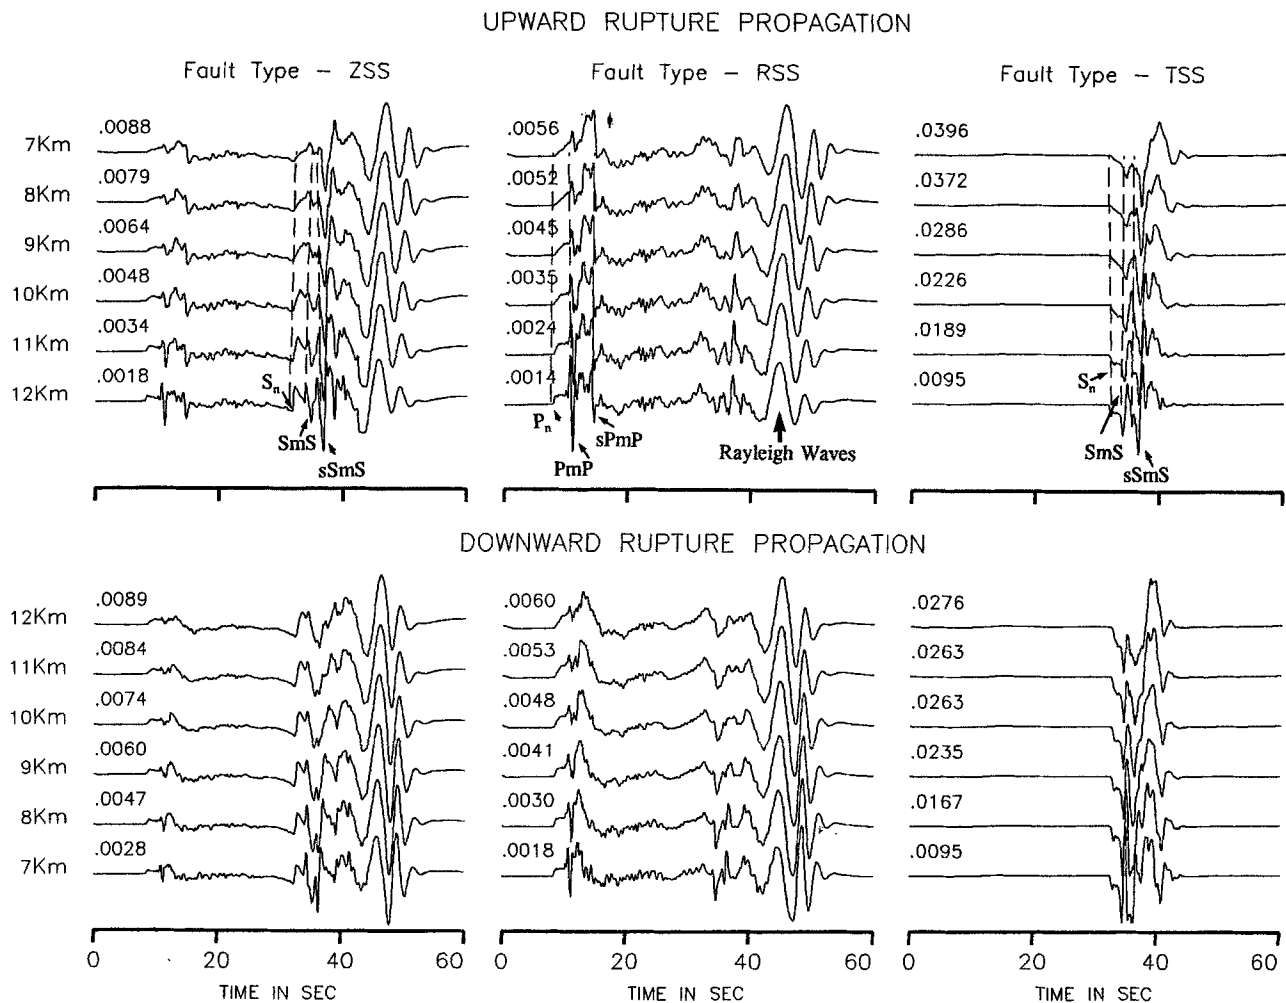 UPWARD RUPTURE PROPAGATION
Fault Type – ZSS
Fault Type – RSS
Fault Type – TSS
7Km .0088 .0056 .0396
8Km .0079 .0052 .0372
9Km .0064 .0045 .0286
10Km .0048 .0035 .0226
11Km .0034 .0024 .0189
12Km .0018 .0014 .0095
Sn
SmS
sSmS
Pn
sPmP
PmP
Rayleigh Waves
Sn
SmS
sSmS
DOWNWARD RUPTURE PROPAGATION
12Km .0089 .0060 .0276
11Km .0084 .0053 .0263
10Km .0074 .0048 .0263
9Km .0060 .0041 .0235
8Km .0047 .0030 .0167
7Km .0028 .0018 .0095
0 20 40 60 0 20 40 60 0 20 40 60
TIME IN SEC TIME IN SEC TIME IN SEC